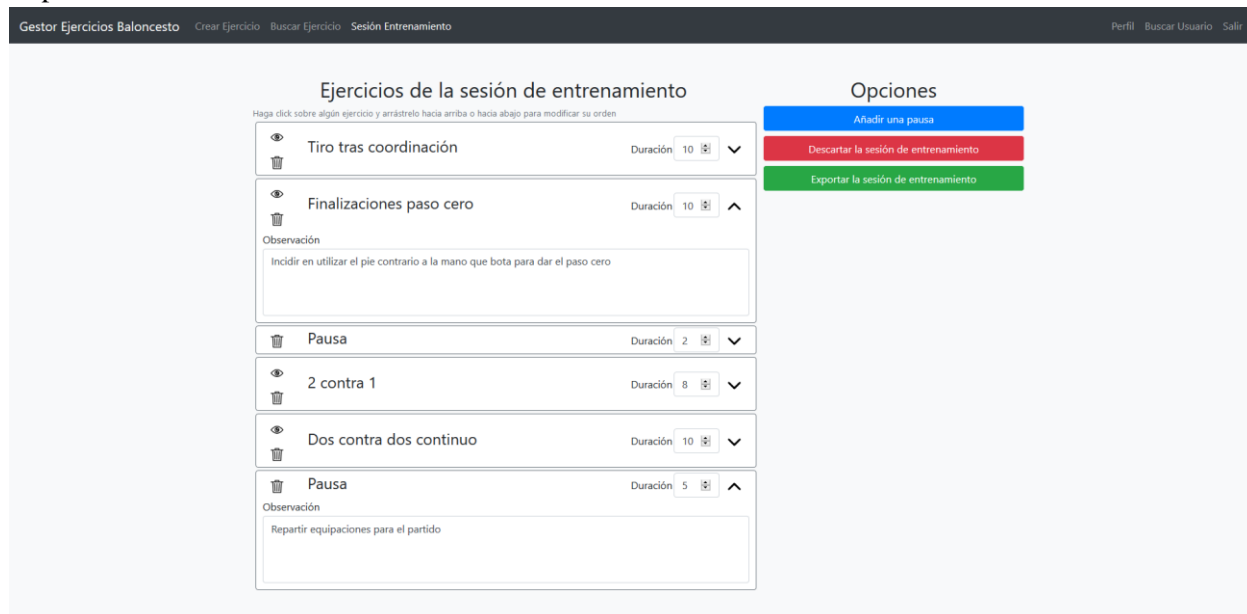 Gestor Ejercicios Baloncesto Crear Ejercicio Buscar Ejercicio Sesión Entrenamiento Perfil Buscar Usuario Salir
Ejercicios de la sesión de entrenamiento
Haga click sobre algún ejercicio y arrástrelo hacia arriba o hacia abajo para modificar su orden
Tiro tras coordinación Duración 10
Finalizaciones paso cero Duración 10
Observación
Incidir en utilizar el pie contrario a la mano que bota para dar el paso cero
Pausa Duración 2
2 contra 1 Duración 8
Dos contra dos continuo Duración 10
Pausa Duración 5
Observación
Repartir equipaciones para el partido
Opciones
Añadir una pausa
Descartar la sesión de entrenamiento
Exportar la sesión de entrenamiento